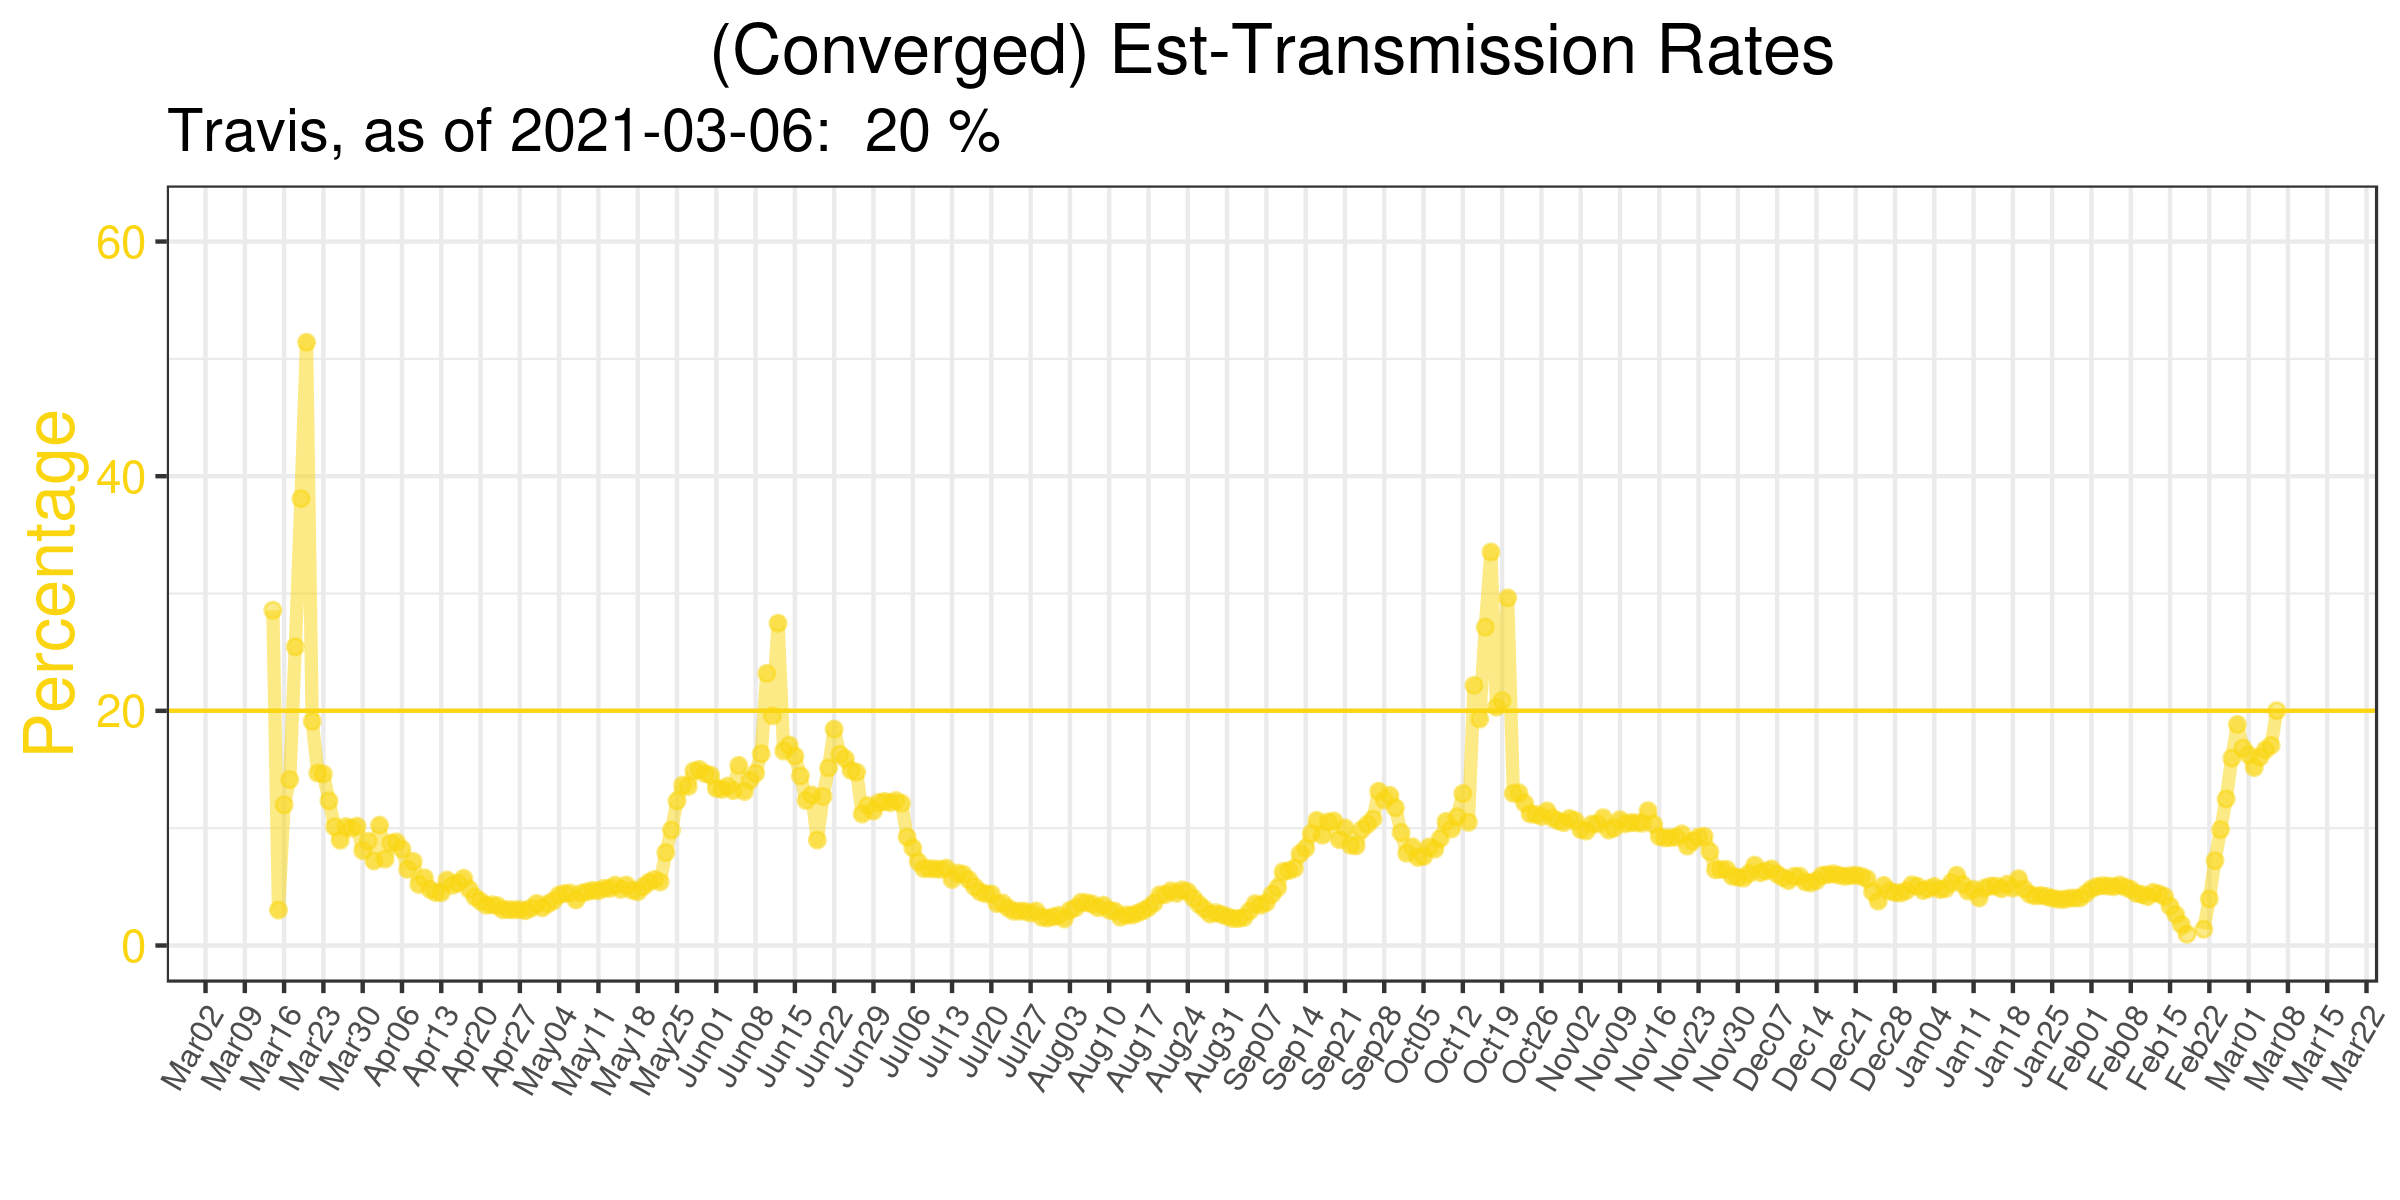 (Converged) Est-Transmission Rates
Travis, as of 2021-03-06:  20 %
Percentage
60
40
20
0
Mar02
Mar09
Mar16
Mar23
Mar30
Apr06
Apr13
Apr20
Apr27
May04
May11
May18
May25
Jun01
Jun08
Jun15
Jun22
Jun29
Jul06
Jul13
Jul20
Jul27
Aug03
Aug10
Aug17
Aug24
Aug31
Sep07
Sep14
Sep21
Sep28
Oct05
Oct12
Oct19
Oct26
Nov02
Nov09
Nov16
Nov23
Nov30
Dec07
Dec14
Dec21
Dec28
Jan04
Jan11
Jan18
Jan25
Feb01
Feb08
Feb15
Feb22
Mar01
Mar08
Mar15
Mar22